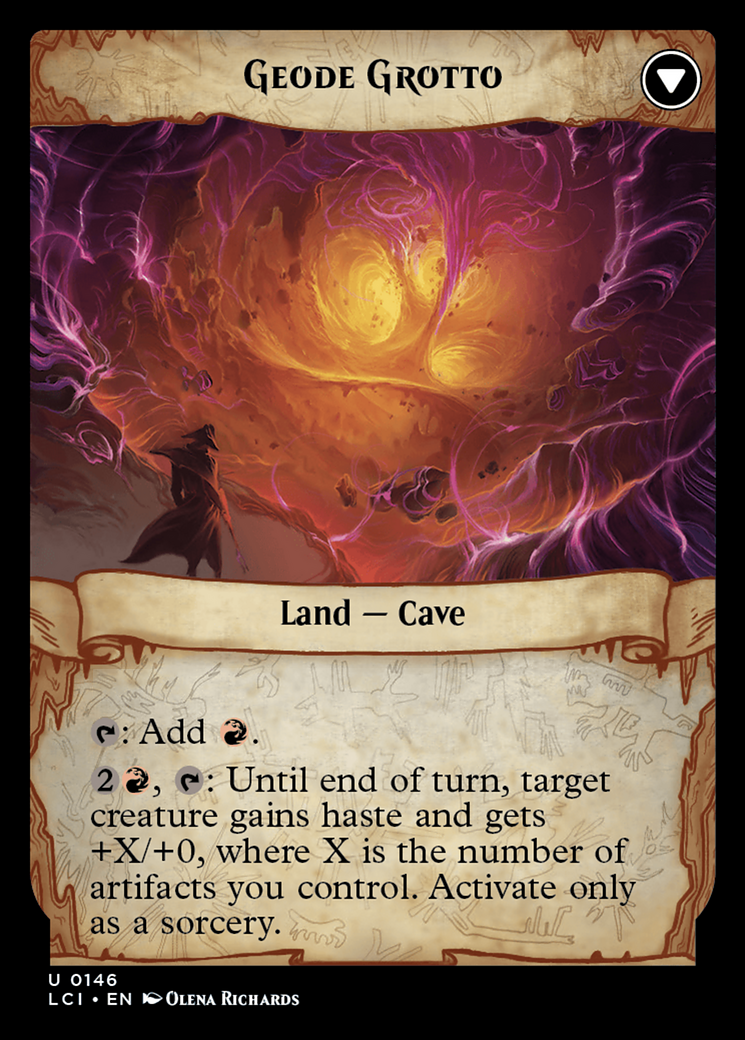 Geode Grotto
Land — Cave
: Add .
2, : Until end of turn, target
creature gains haste and gets
+X/+0, where X is the number of
artifacts you control. Activate only
as a sorcery.
U 0146
LCI • EN Olena Richards